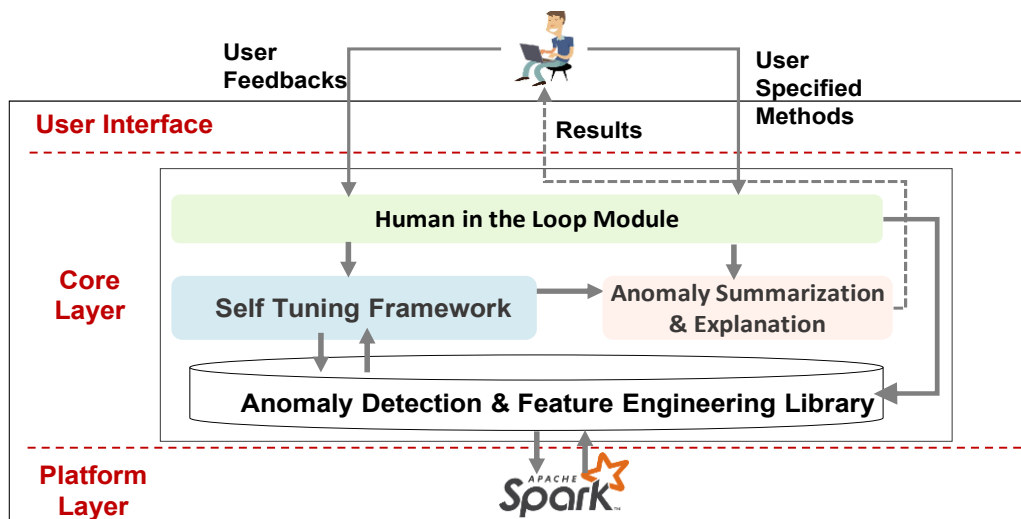 User
Feedbacks
User
Specified
Methods
User Interface
Results
Human in the Loop Module
Core
Layer
Self Tuning Framework
Anomaly Summarization
& Explanation
Anomaly Detection & Feature Engineering Library
Platform
Layer
APACHE
Spark™